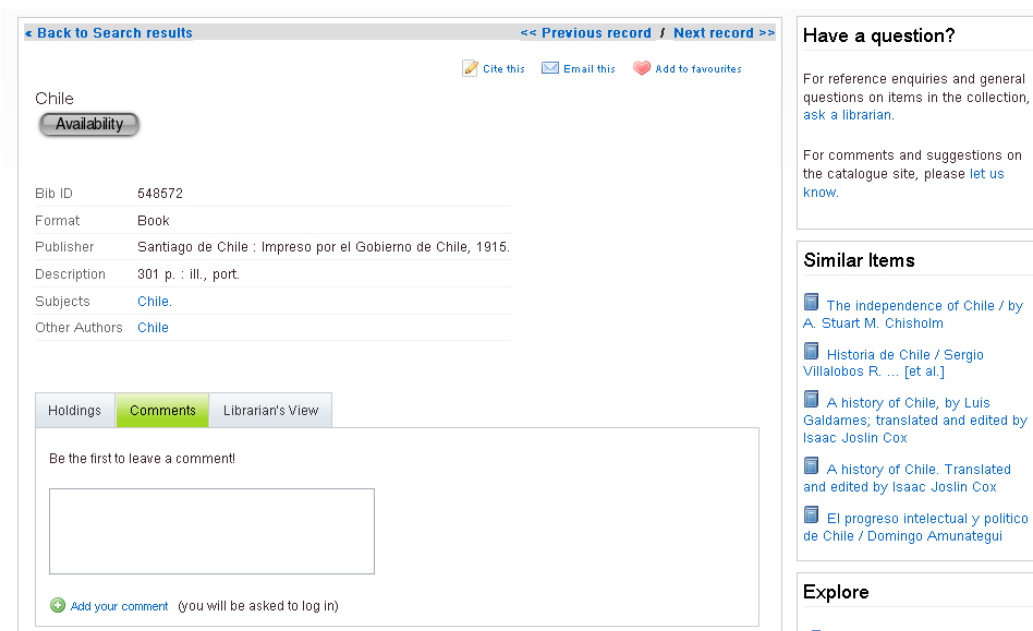 « Back to Search results
<< Previous record / Next record >>
Cite this Email this Add to favourites
Chile
Availability
Bib ID 548572
Format Book
Publisher Santiago de Chile : Impreso por el Gobierno de Chile, 1915.
Description 301 p. : ill., port.
Subjects Chile.
Other Authors Chile
Holdings Comments Librarian's View
Be the first to leave a comment!
Add your comment (you will be asked to log in)
Have a question?
For reference enquiries and general
questions on items in the collection,
ask a librarian.
For comments and suggestions on
the catalogue site, please let us
know.
Similar Items
The independence of Chile / by
A. Stuart M. Chisholm
Historia de Chile / Sergio
Villalobos R. ... [et al.]
A history of Chile, by Luis
Galdames; translated and edited by
Isaac Joslin Cox
A history of Chile. Translated
and edited by Isaac Joslin Cox
El progreso intelectual y politico
de Chile / Domingo Amunategui
Explore